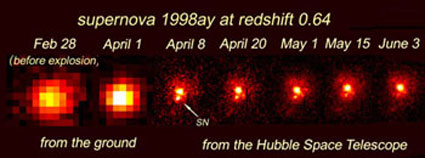 supernova 1998ay at redshift 0.64
Feb 28 April 1 April 8 April 20 May 1 May 15 June 3
(before explosion)
SN
from the ground from the Hubble Space Telescope